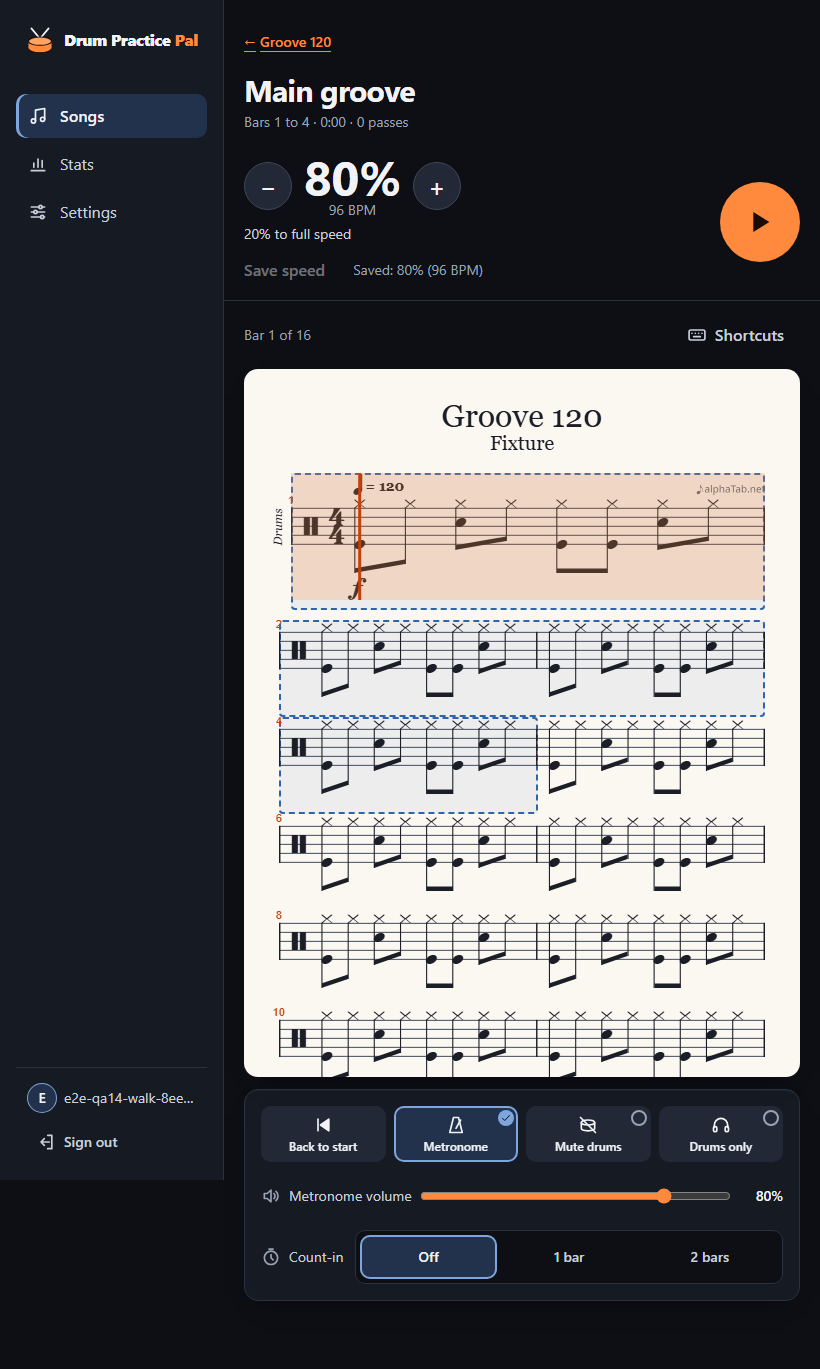 Drum Practice Pal
Songs
Stats
Settings
e2e-qa14-walk-8ee...
Sign out
← Groove 120
Main groove
Bars 1 to 4 · 0:00 · 0 passes
− 80% +
96 BPM
20% to full speed
Save speed
Saved: 80% (96 BPM)
Bar 1 of 16
Shortcuts
Groove 120
Fixture
= 120
alphaTab.net
1
Drums
4
4
f
2
4
6
8
10
Back to start
Metronome
Mute drums
Drums only
Metronome volume
80%
Count-in
Off
1 bar
2 bars
E